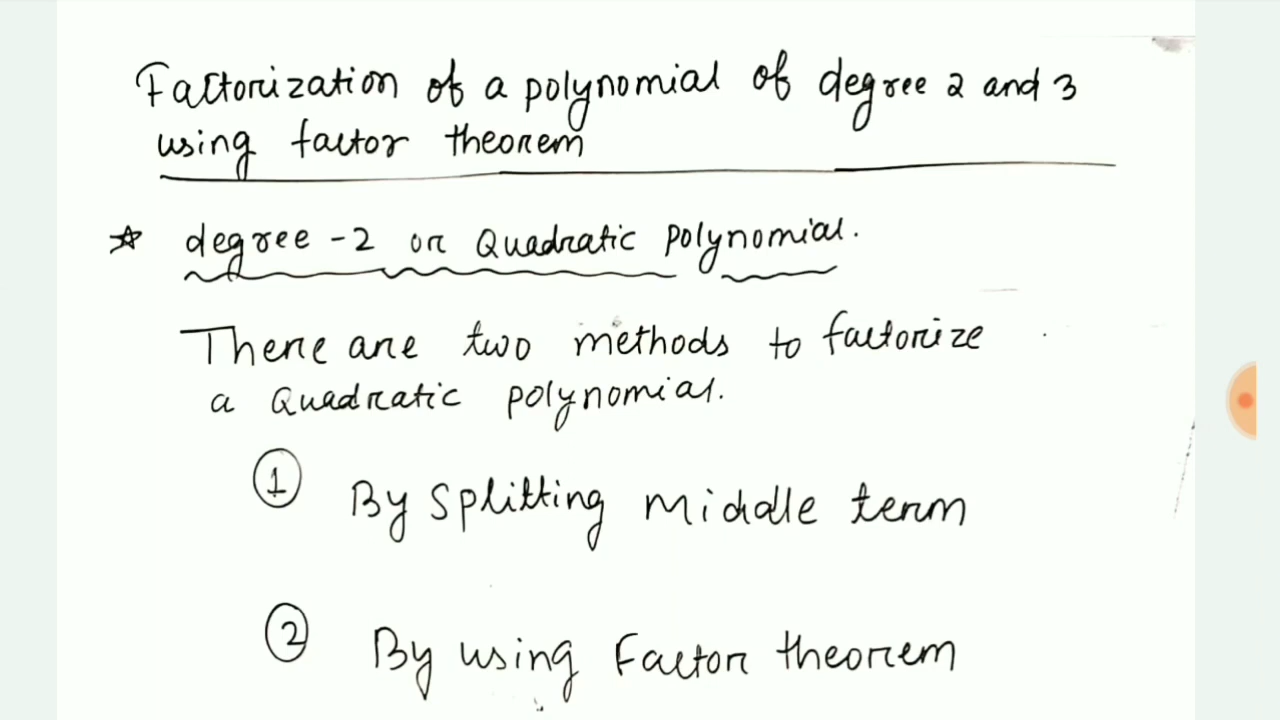 Factorization of a polynomial of degree 2 and 3
using factor theorem
☆ degree -2 or Quadratic polynomial.
There are two methods to factorize
a Quadratic polynomial.
① By splitting Middle term
② By using Factor theorem